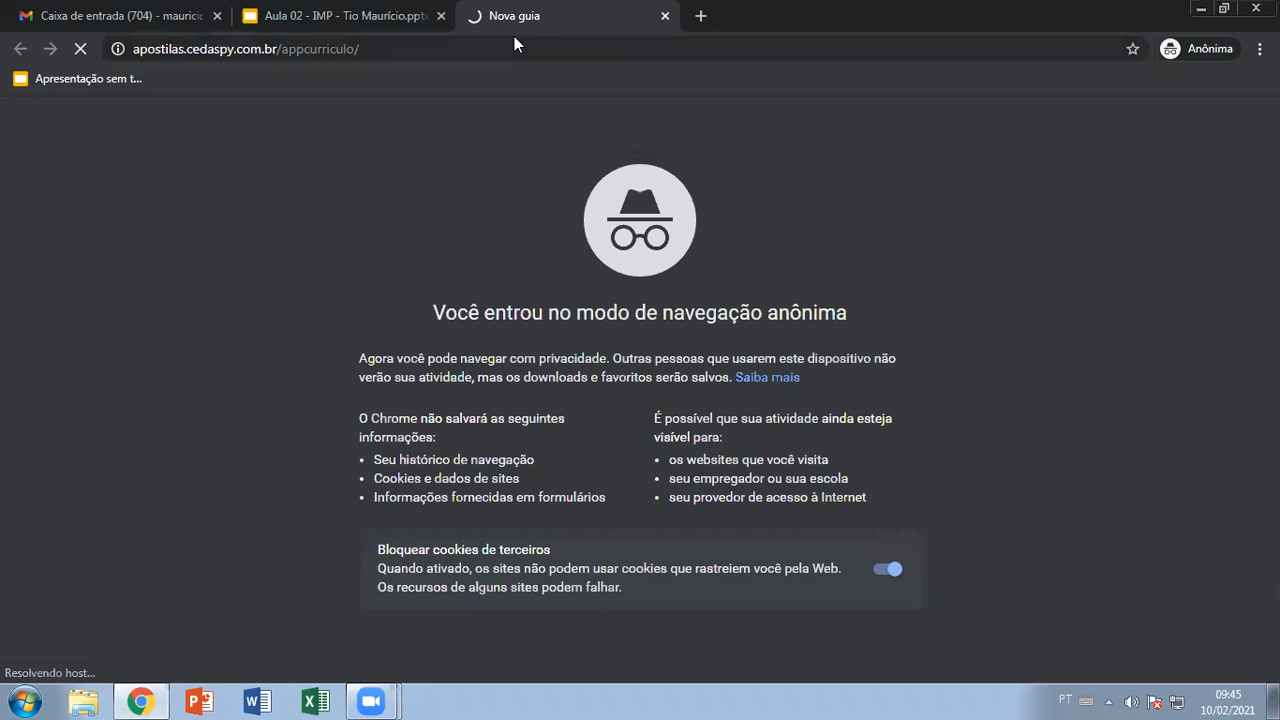 Caixa de entrada (704) - mauricio
Aula 02 - IMP - Tio Maurício.ppt
Nova guia
apostilas.cedaspy.com.br/appcurriculo/
Anônima
Apresentação sem t...
Você entrou no modo de navegação anônima
Agora você pode navegar com privacidade. Outras pessoas que usarem este dispositivo não
verão sua atividade, mas os downloads e favoritos serão salvos. Saiba mais
O Chrome não salvará as seguintes
informações:
• Seu histórico de navegação
• Cookies e dados de sites
• Informações fornecidas em formulários
É possível que sua atividade ainda esteja
visível para:
• os websites que você visita
• seu empregador ou sua escola
• seu provedor de acesso à Internet
Bloquear cookies de terceiros
Quando ativado, os sites não podem usar cookies que rastreiem você pela Web.
Os recursos de alguns sites podem falhar.
Resolvendo host...
PT
09:45
10/02/2021